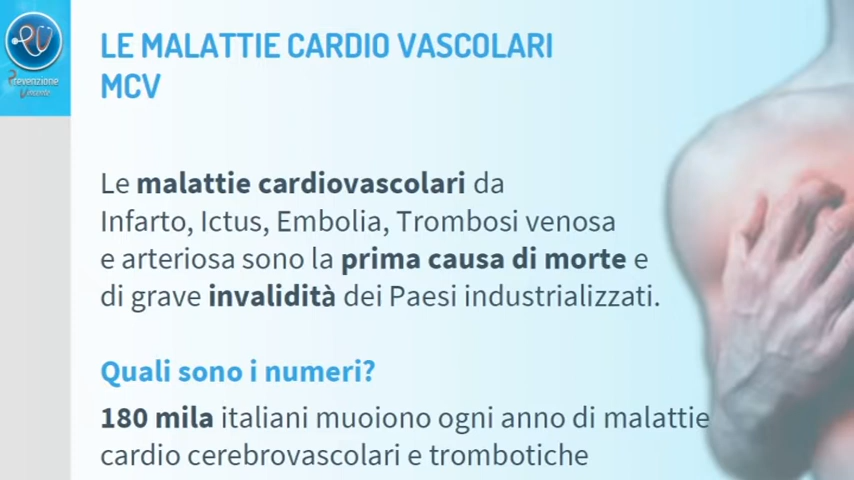 PV
Prevenzione
Vincente
LE MALATTIE CARDIO VASCOLARI
MCV
Le malattie cardiovascolari da
Infarto, Ictus, Embolia, Trombosi venosa
e arteriosa sono la prima causa di morte e
di grave invalidità dei Paesi industrializzati.
Quali sono i numeri?
180 mila italiani muoiono ogni anno di malattie
cardio cerebrovascolari e trombotiche